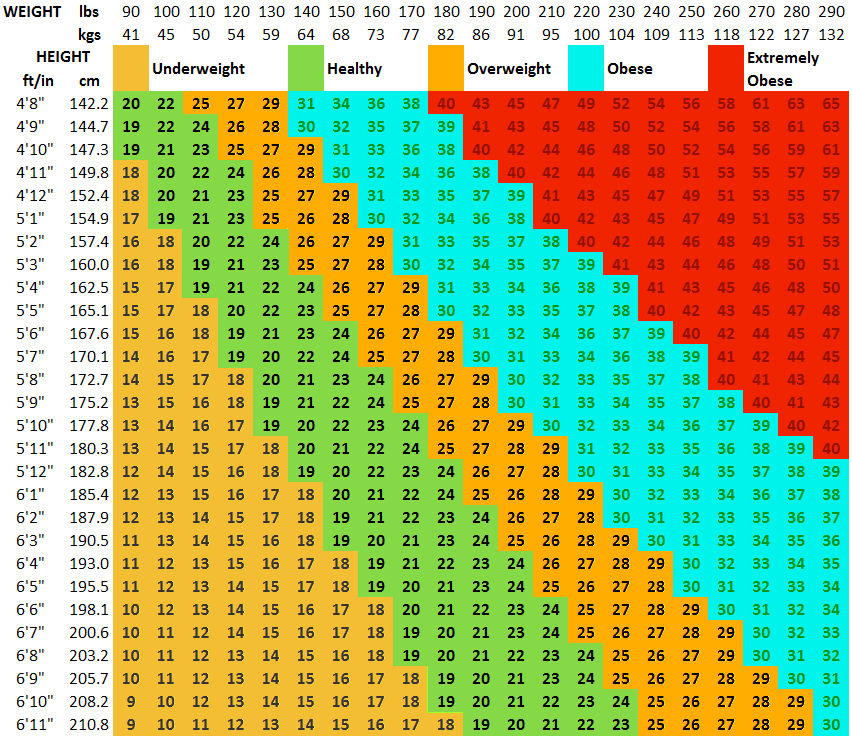 WEIGHT lbs 90 100 110 120 130 140 150 160 170 180 190 200 210 220 230 240 250 260 270 280 290
kgs 41 45 50 54 59 64 68 73 77 82 86 91 95 100 104 109 113 118 122 127 132
HEIGHT Underweight Healthy Overweight Obese Extremely Obese
ft/in cm
4'8" 142.2 20 22 25 27 29 31 34 36 38 40 43 45 47 49 52 54 56 58 61 63 65
4'9" 144.7 19 22 24 26 28 30 32 35 37 39 41 43 45 48 50 52 54 56 58 61 63
4'10" 147.3 19 21 23 25 27 29 31 33 36 38 40 42 44 46 48 50 52 54 56 59 61
4'11" 149.8 18 20 22 24 26 28 30 32 34 36 38 40 42 44 46 48 51 53 55 57 59
4'12" 152.4 18 20 21 23 25 27 29 31 33 35 37 39 41 43 45 47 49 51 53 55 57
5'1" 154.9 17 19 21 23 25 26 28 30 32 34 36 38 40 42 43 45 47 49 51 53 55
5'2" 157.4 16 18 20 22 24 26 27 29 31 33 35 37 38 40 42 44 46 48 49 51 53
5'3" 160.0 16 18 19 21 23 25 27 28 30 32 34 35 37 39 41 43 44 46 48 50 51
5'4" 162.5 15 17 19 21 22 24 26 27 29 31 33 34 36 38 39 41 43 45 46 48 50
5'5" 165.1 15 17 18 20 22 23 25 27 28 30 32 33 35 37 38 40 42 43 45 47 48
5'6" 167.6 15 16 18 19 21 23 24 26 27 29 31 32 34 36 37 39 40 42 44 45 47
5'7" 170.1 14 16 17 19 20 22 24 25 27 28 30 31 33 34 36 38 39 41 42 44 45
5'8" 172.7 14 15 17 18 20 21 23 24 26 27 29 30 32 33 35 37 38 40 41 43 44
5'9" 175.2 13 15 16 18 19 21 22 24 25 27 28 30 31 33 34 35 37 38 40 41 43
5'10" 177.8 13 14 16 17 19 20 22 23 24 26 27 29 30 32 33 34 36 37 39 40 42
5'11" 180.3 13 14 15 17 18 20 21 22 24 25 27 28 29 31 32 33 35 36 38 39 40
5'12" 182.8 12 14 15 16 18 19 20 22 23 24 26 27 28 30 31 33 34 35 37 38 39
6'1" 185.4 12 13 15 16 17 18 20 21 22 24 25 26 28 29 30 32 33 34 36 37 38
6'2" 187.9 12 13 14 15 17 18 19 21 22 23 24 26 27 28 30 31 32 33 35 36 37
6'3" 190.5 11 13 14 15 16 18 19 20 21 23 24 25 26 28 29 30 31 33 34 35 36
6'4" 193.0 11 12 13 15 16 17 18 19 21 22 23 24 26 27 28 29 30 32 33 34 35
6'5" 195.5 11 12 13 14 15 17 18 19 20 21 23 24 25 26 27 28 30 31 32 33 34
6'6" 198.1 10 12 13 14 15 16 17 18 20 21 22 23 24 25 27 28 29 30 31 32 34
6'7" 200.6 10 11 12 14 15 16 17 18 19 20 21 23 24 25 26 27 28 29 30 32 33
6'8" 203.2 10 11 12 13 14 15 16 18 19 20 21 22 23 24 25 26 27 29 30 31 32
6'9" 205.7 10 11 12 13 14 15 16 17 18 19 20 21 23 24 25 26 27 28 29 30 31
6'10" 208.2 9 10 12 13 14 15 16 17 18 19 20 21 22 23 24 25 26 27 28 29 30
6'11" 210.8 9 10 11 12 13 14 15 16 17 18 19 20 21 22 23 25 26 27 28 29 30